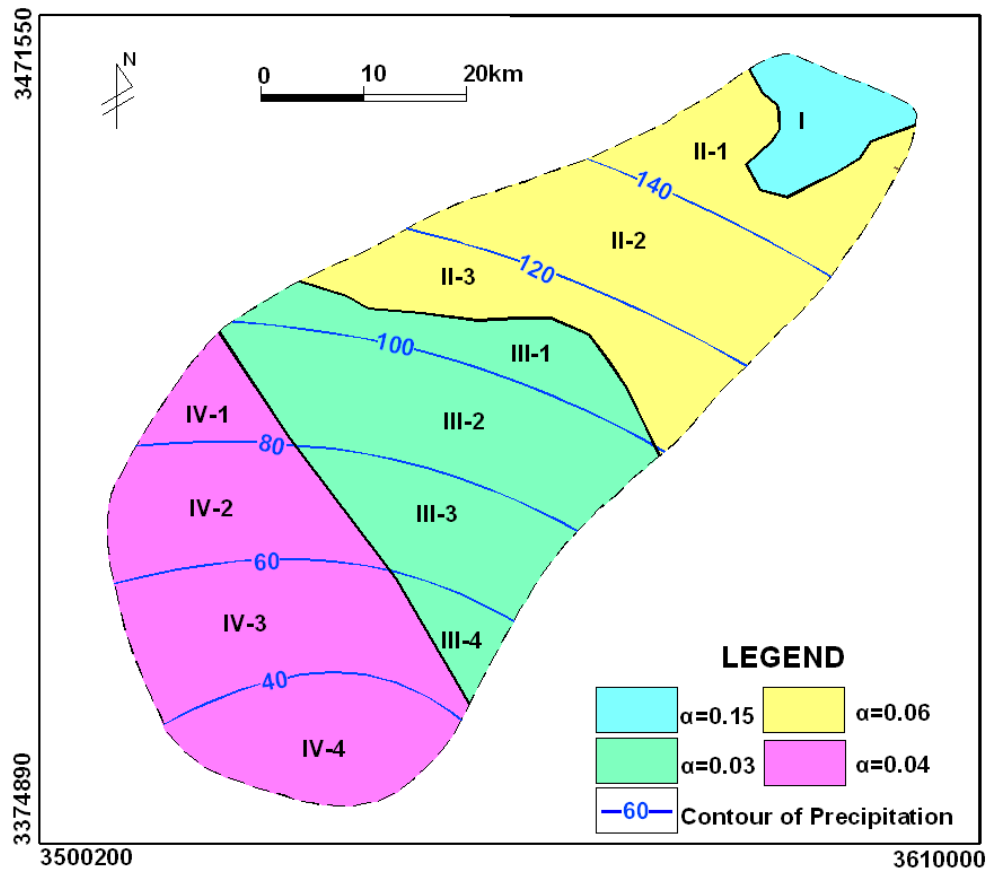 3471550
N
0 10 20km
I
II-1
140
II-2
120
II-3
100
III-1
IV-1
III-2
80
IV-2
III-3
60
IV-3
III-4
40
IV-4
LEGEND
α=0.15 α=0.06
α=0.03 α=0.04
60 Contour of Precipitation
3374890
3500200 3610000